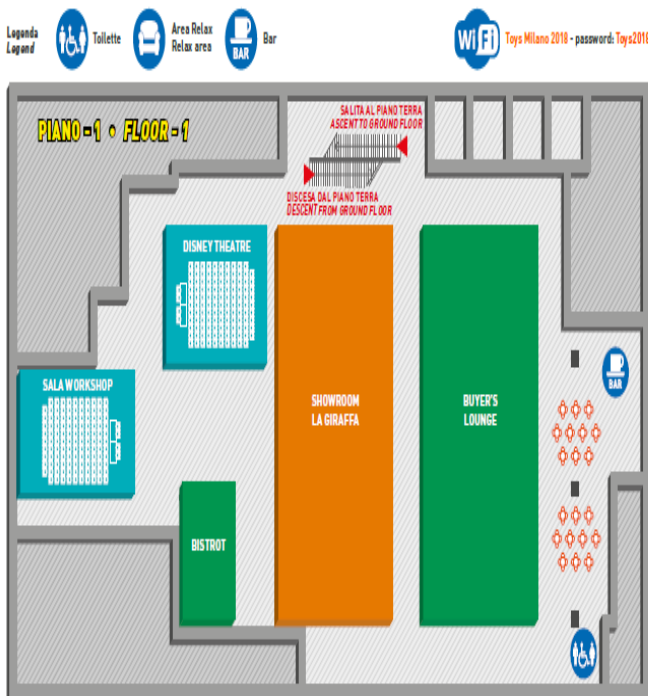 Legenda
Legend
Toilette
Area Relax
Relax area
BAR
Bar
WiFi
Toys Milano 2018 - password: Toys2018
PIANO -1 • FLOOR -1
SALITA AL PIANO TERRA
ASCENT TO GROUND FLOOR
DISCESA DAL PIANO TERRA
DESCENT FROM GROUND FLOOR
DISNEY THEATRE
SALA WORKSHOP
SHOWROOM
LA GIRAFFA
BUYER'S
LOUNGE
BAR
BISTROT